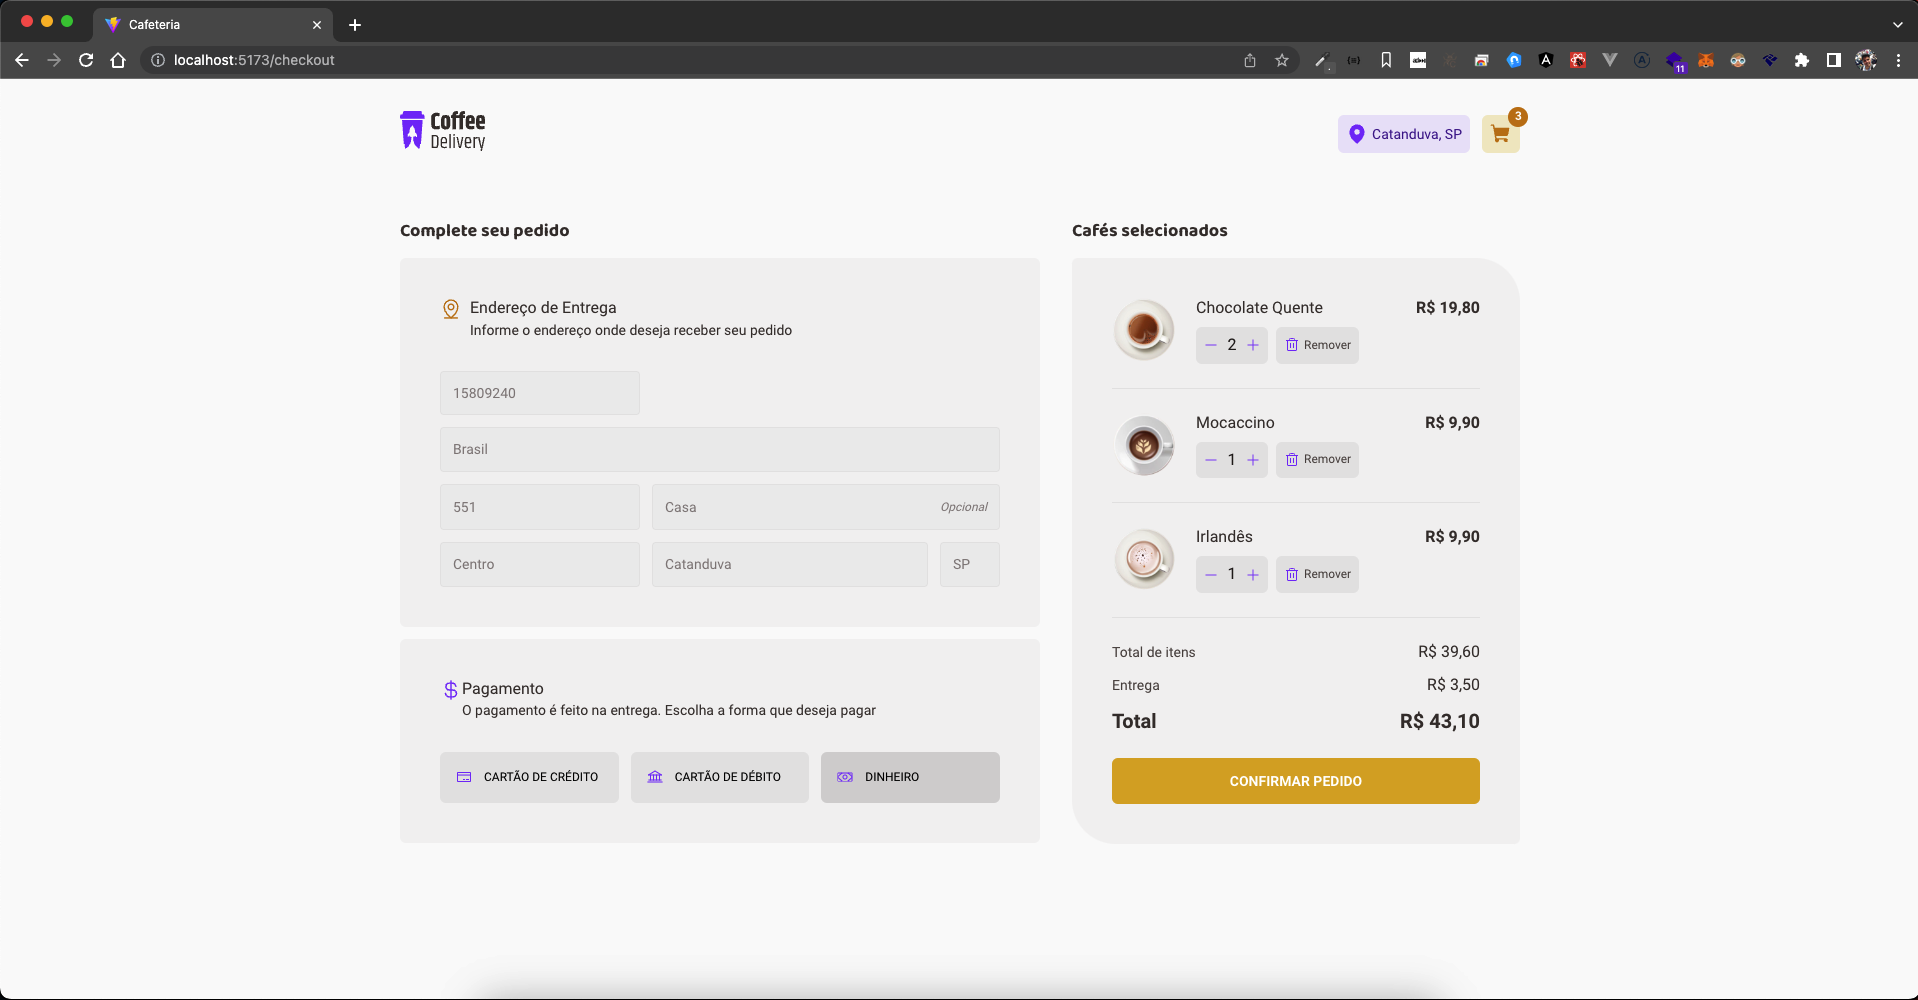 Cafeteria
localhost:5173/checkout
11
Coffee
Delivery
Catanduva, SP
3
Complete seu pedido
Endereço de Entrega
Informe o endereço onde deseja receber seu pedido
15809240
Brasil
551
Casa
Opcional
Centro
Catanduva
SP
Pagamento
O pagamento é feito na entrega. Escolha a forma que deseja pagar
CARTÃO DE CRÉDITO
CARTÃO DE DÉBITO
DINHEIRO
Cafés selecionados
Chocolate Quente
R$ 19,80
2
Remover
Mocaccino
R$ 9,90
1
Remover
Irlandês
R$ 9,90
1
Remover
Total de itens
R$ 39,60
Entrega
R$ 3,50
Total
R$ 43,10
CONFIRMAR PEDIDO